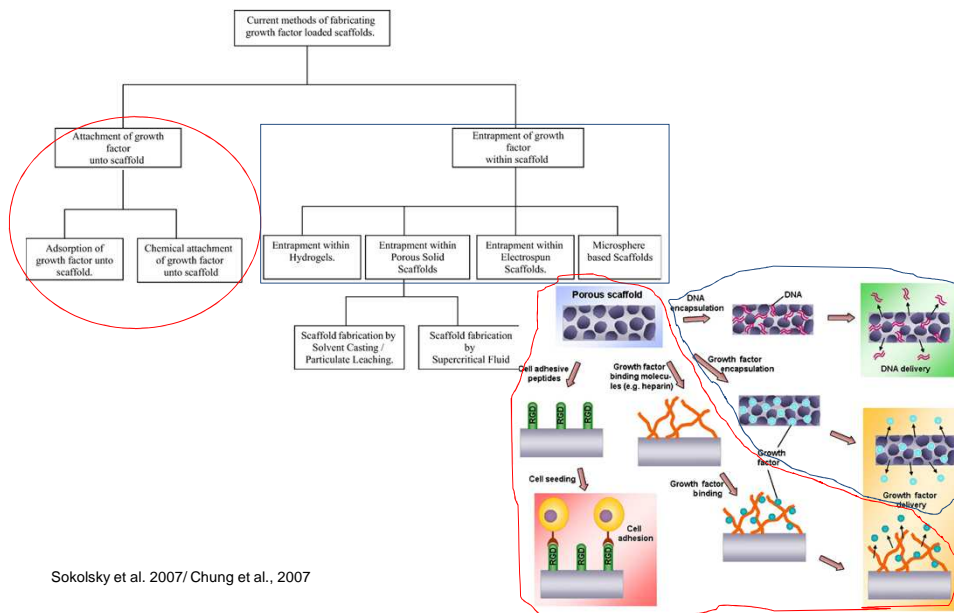 Current methods of fabricating
growth factor loaded scaffolds.
Attachment of growth
factor
unto scaffold
Entrapment of growth
factor
within scaffold
Adsorption of
growth factor unto
scaffold.
Chemical attachment
of growth factor
unto scaffold
Entrapment within
Hydrogels.
Entrapment within
Porous Solid
Scaffolds
Entrapment within
Electrospun
Scaffolds.
Microsphere
based Scaffolds
Scaffold fabrication by
Solvent Casting /
Particulate Leaching.
Scaffold fabrication
by
Supercritical Fluid
Porous scaffold
DNA
encapsulation
DNA
DNA delivery
Cell adhesive
peptides
Growth factor
binding molecu-
les (e.g. heparin)
Growth factor
encapsulation
RGD
RGD
RGD
Growth
factor
Growth factor
delivery
Cell seeding
Growth factor
binding
Cell
adhesion
RGD
RGD
RGD
Sokolsky et al. 2007/ Chung et al., 2007